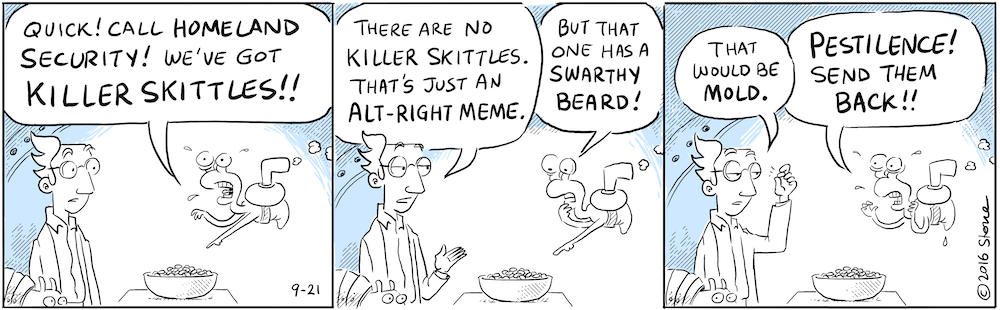 QUICK! CALL HOMELAND
SECURITY! WE'VE GOT
KILLER SKITTLES!!
9-21
THERE ARE NO
KILLER SKITTLES.
THAT'S JUST AN
ALT-RIGHT MEME.
BUT THAT
ONE HAS A
SWARTHY
BEARD!
THAT
WOULD BE
MOLD.
PESTILENCE!
SEND THEM
BACK!!
© 2016 Stone